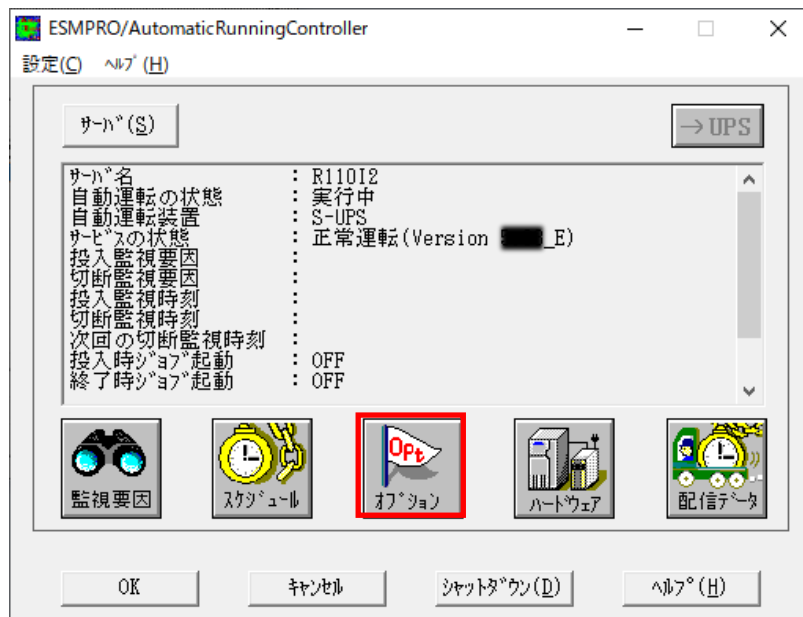 ESMPRO/AutomaticRunningController
設定(C) ﾍﾙﾌﾟ(H)
ｻｰﾊﾞ(S)
→UPS
ｻｰﾊﾞ名 : R110I2
自動運転の状態 : 実行中
自動運転装置 : S-UPS
ｻｰﾋﾞｽの状態 : 正常運転(Version _E)
投入監視要因 :
切断監視要因 :
投入監視時刻 :
切断監視時刻 :
次回の切断監視時刻 :
投入時ｼﾞｮﾌﾞ起動 : OFF
終了時ｼﾞｮﾌﾞ起動 : OFF
OPt
監視要因 ｽｹｼﾞｭｰﾙ ｵﾌﾟｼｮﾝ ﾊｰﾄﾞｳｪｱ 配信ﾃﾞｰﾀ
OK ｷｬﾝｾﾙ ｼｬｯﾄﾀﾞｳﾝ(D) ﾍﾙﾌﾟ(H)